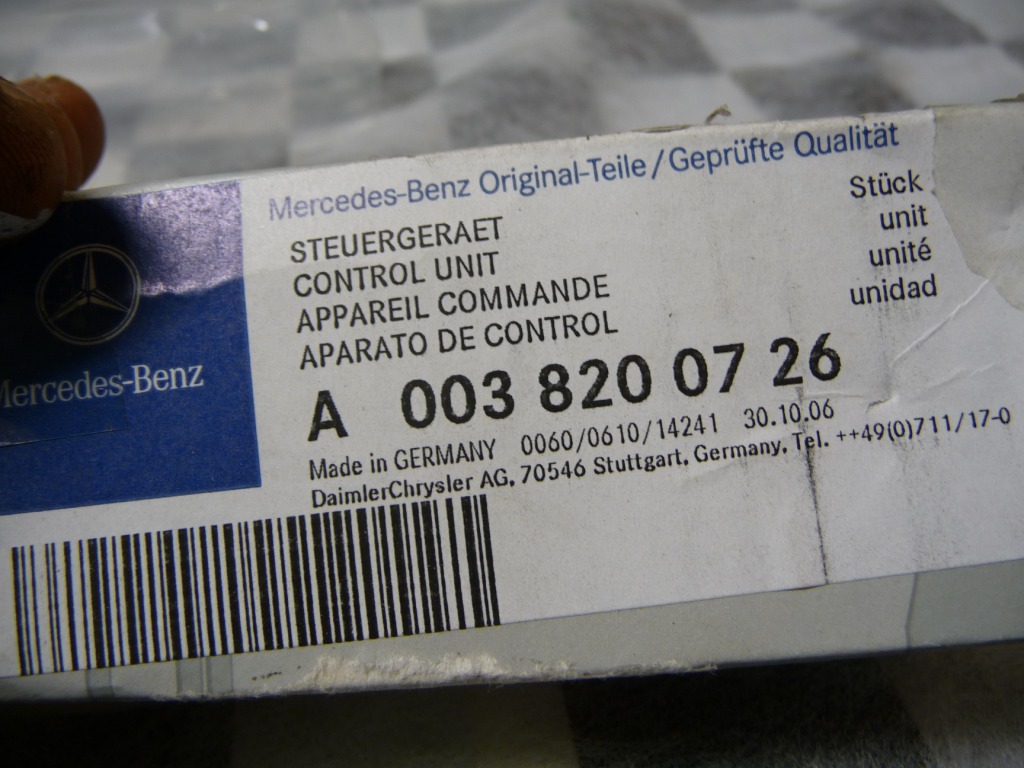 Mercedes-Benz
Mercedes-Benz Original-Teile/Geprüfte Qualität
STEUERGERAET Stück
CONTROL UNIT unit
APPAREIL COMMANDE unité
APARATO DE CONTROL unidad
A 003 820 07 26
Made in GERMANY 0060/0610/14241 30.10.06
DaimlerChrysler AG, 70546 Stuttgart, Germany, Tel. ++49(0)711/17-0